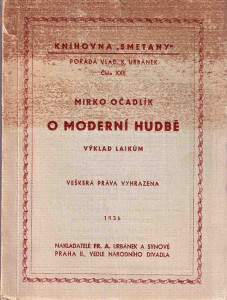 KNIHOVNA „SMETANY"
POŘÁDÁ VLAD. K. URBÁNEK
Číslo XXII.
MIRKO OČADLÍK
O MODERNÍ HUDBĚ
VÝKLAD LAIKŮM
VEŠKERÁ PRÁVA VYHRAZENA
1936
NAKLADATELÉ FR. A. URBÁNEK A SYNOVÉ
PRAHA II., VEDLE NÁRODNÍHO DIVADLA